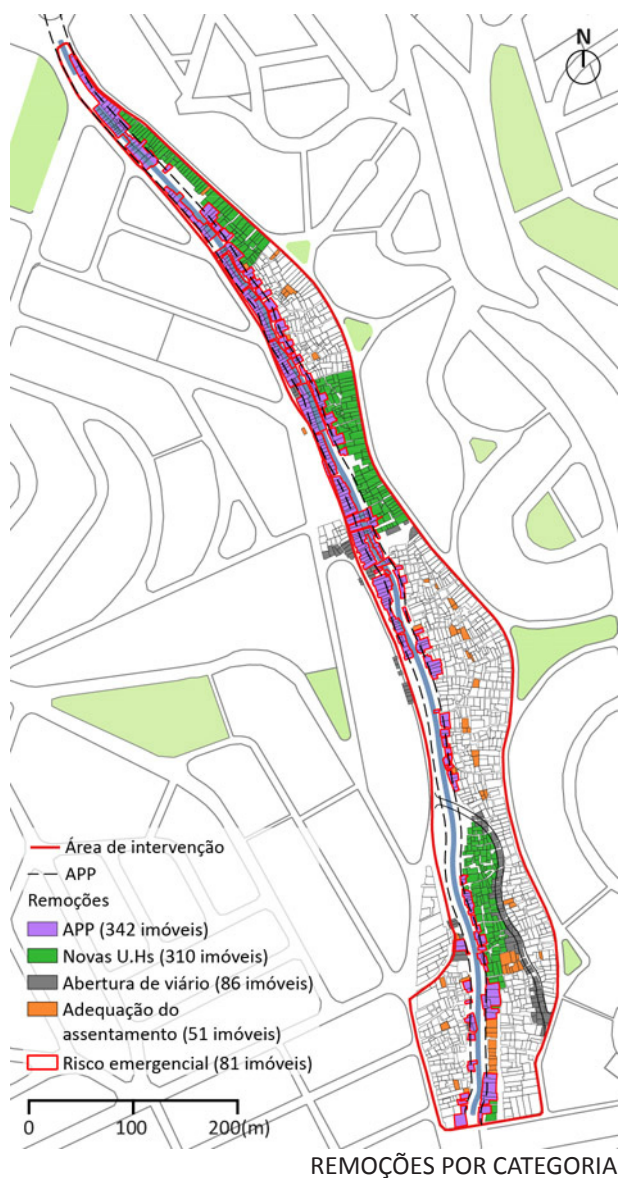 N
Área de intervenção
APP
Remoções
APP (342 imóveis)
Novas U.Hs (310 imóveis)
Abertura de viário (86 imóveis)
Adequação do
assentamento (51 imóveis)
Risco emergencial (81 imóveis)
0 100 200(m)
REMOÇÕES POR CATEGORIA